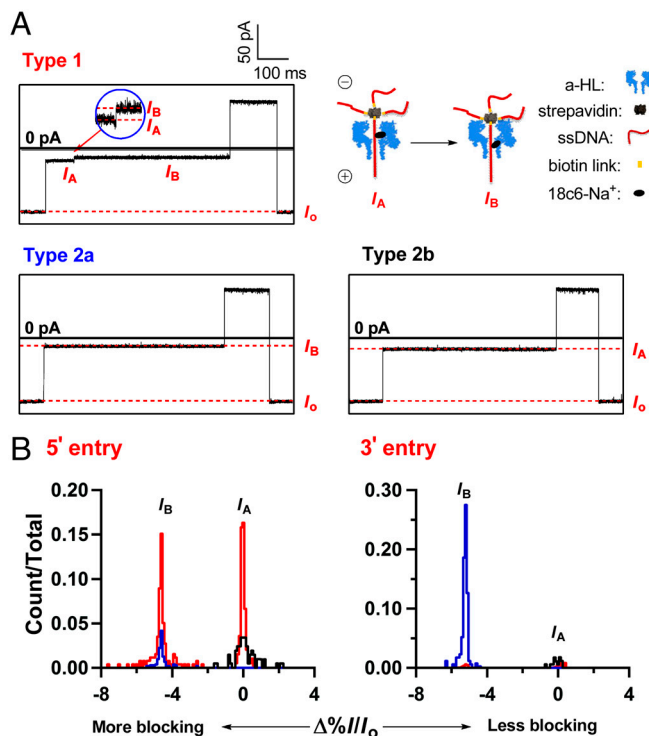 A
50 pA
100 ms
Type 1
0 pA
I_B
I_A
I_A
I_B
I_o
⊖
⊕
I_A
I_B
a-HL:
strepavidin:
ssDNA:
biotin link:
18c6-Na⁺:
Type 2a
0 pA
I_B
I_o
Type 2b
0 pA
I_A
I_o
B
5' entry
Count/Total
0.20
0.15
0.10
0.05
0.00
I_B
I_A
-8 -4 0 4
3' entry
0.30
0.20
0.10
0.00
I_B
I_A
-8 -4 0 4
More blocking Δ%I/I_o Less blocking